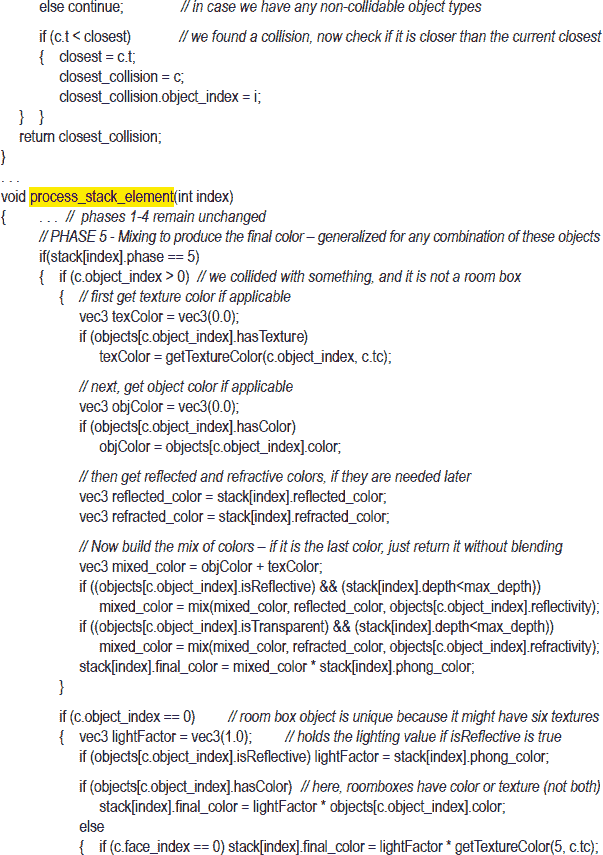 else continue; // in case we have any non-collidable object types
if (c.t < closest) // we found a collision, now check if it is closer than the current closest
{ closest = c.t;
closest_collision = c;
closest_collision.object_index = i;
} }
return closest_collision;
}
. . .
void process_stack_element(int index)
{ . . . // phases 1-4 remain unchanged
// PHASE 5 - Mixing to produce the final color – generalized for any combination of these objects
if(stack[index].phase == 5)
{ if (c.object_index > 0) // we collided with something, and it is not a room box
{ // first get texture color if applicable
vec3 texColor = vec3(0.0);
if (objects[c.object_index].hasTexture)
texColor = getTextureColor(c.object_index, c.tc);
// next, get object color if applicable
vec3 objColor = vec3(0.0);
if (objects[c.object_index].hasColor)
objColor = objects[c.object_index].color;
// then get reflected and refractive colors, if they are needed later
vec3 reflected_color = stack[index].reflected_color;
vec3 refracted_color = stack[index].refracted_color;
// Now build the mix of colors – if it is the last color, just return it without blending
vec3 mixed_color = objColor + texColor;
if ((objects[c.object_index].isReflective) && (stack[index].depth<max_depth))
mixed_color = mix(mixed_color, reflected_color, objects[c.object_index].reflectivity);
if ((objects[c.object_index].isTransparent) && (stack[index].depth<max_depth))
mixed_color = mix(mixed_color, refracted_color, objects[c.object_index].refractivity);
stack[index].final_color = mixed_color * stack[index].phong_color;
}
if (c.object_index == 0) // room box object is unique because it might have six textures
{ vec3 lightFactor = vec3(1.0); // holds the lighting value if isReflective is true
if (objects[c.object_index].isReflective) lightFactor = stack[index].phong_color;
if (objects[c.object_index].hasColor) // here, roomboxes have color or texture (not both)
stack[index].final_color = lightFactor * objects[c.object_index].color;
else
{ if (c.face_index == 0) stack[index].final_color = lightFactor * getTextureColor(5, c.tc);